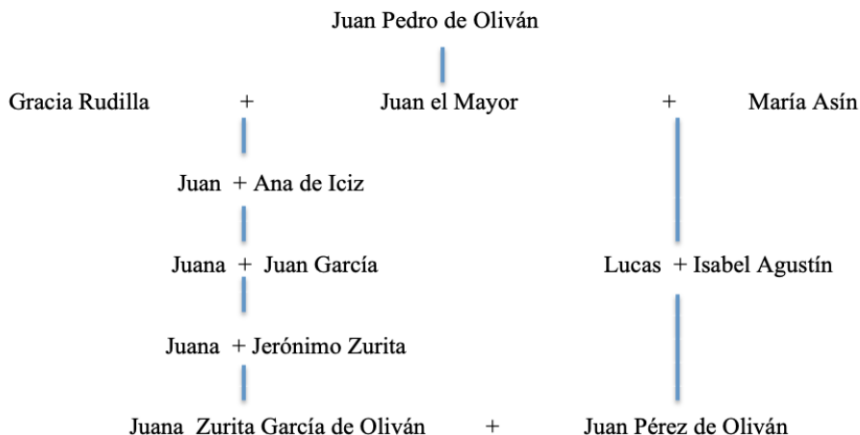 Juan Pedro de Oliván
Gracia Rudilla + Juan el Mayor + María Asín
Juan + Ana de Iciz
Juana + Juan García Lucas + Isabel Agustín
Juana + Jerónimo Zurita
Juana Zurita García de Oliván + Juan Pérez de Oliván